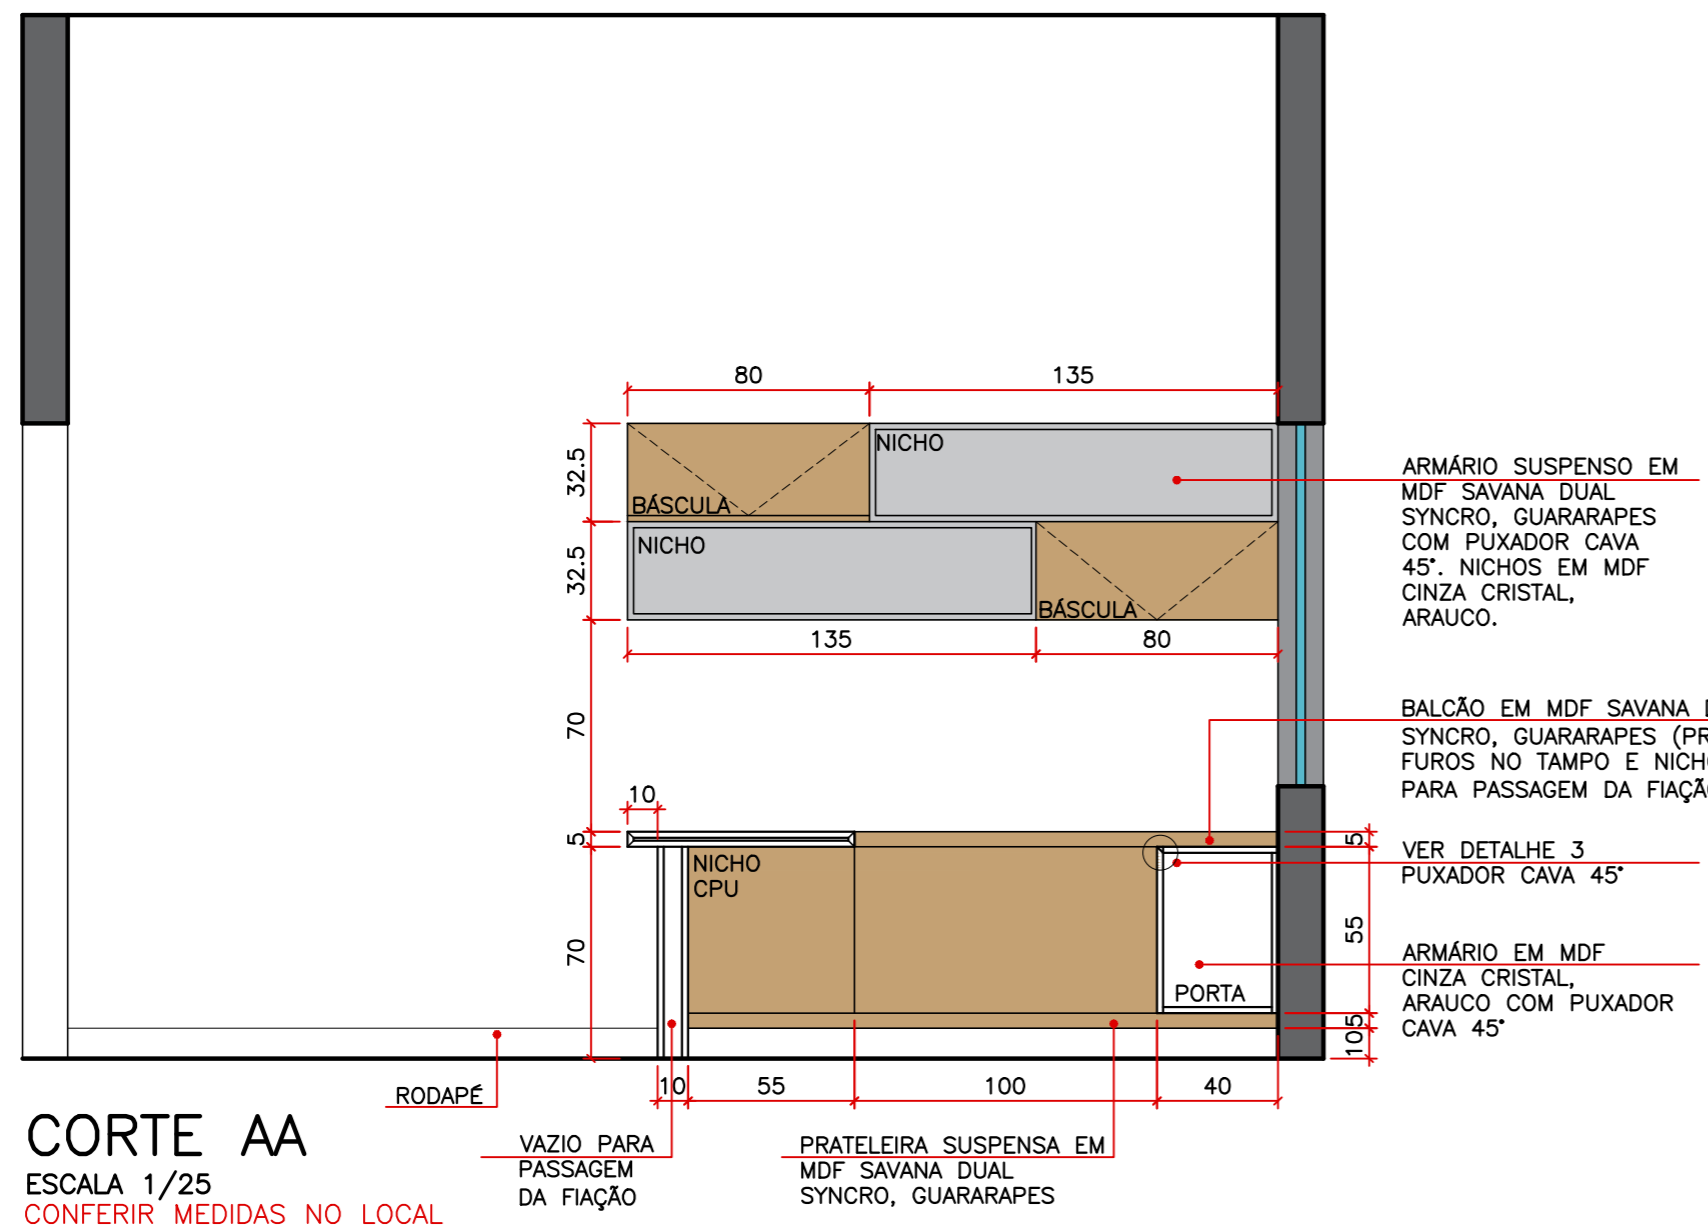 80
135
32.5
NICHO
BÁSCULA
32.5
NICHO
BÁSCULA
135
80
ARMÁRIO SUSPENSO EM
MDF SAVANA DUAL
SYNCRO, GUARARAPES
COM PUXADOR CAVA
45°. NICHOS EM MDF
CINZA CRISTAL,
ARAUCO.
70
BALCÃO EM MDF SAVANA
SYNCRO, GUARARAPES
FUROS NO TAMPO E
PARA PASSAGEM DA
10
5
5
NICHO
CPU
VER DETALHE 3
PUXADOR CAVA 45°
70
55
PORTA
ARMÁRIO EM MDF
CINZA CRISTAL,
ARAUCO COM PUXADOR
CAVA 45°
5
10
10
55
100
40
RODAPÉ
VAZIO PARA
PASSAGEM
DA FIAÇÃO
PRATELEIRA SUSPENSA EM
MDF SAVANA DUAL
SYNCRO, GUARARAPES
CORTE AA
ESCALA 1/25
CONFERIR MEDIDAS NO LOCAL